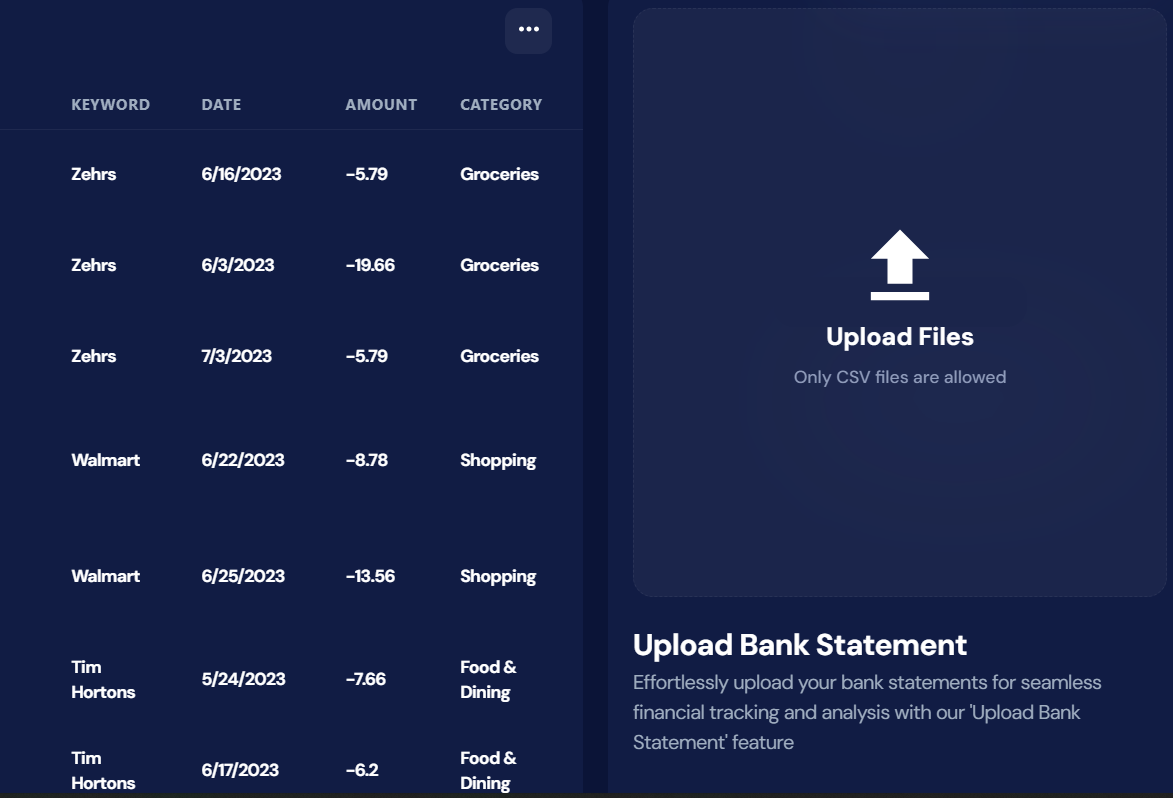 KEYWORD DATE AMOUNT CATEGORY
Zehrs 6/16/2023 -5.79 Groceries
Zehrs 6/3/2023 -19.66 Groceries
Zehrs 7/3/2023 -5.79 Groceries
Walmart 6/22/2023 -8.78 Shopping
Walmart 6/25/2023 -13.56 Shopping
Tim Hortons 5/24/2023 -7.66 Food & Dining
Tim Hortons 6/17/2023 -6.2 Food & Dining
Upload Files
Only CSV files are allowed
Upload Bank Statement
Effortlessly upload your bank statements for seamless
financial tracking and analysis with our 'Upload Bank
Statement' feature